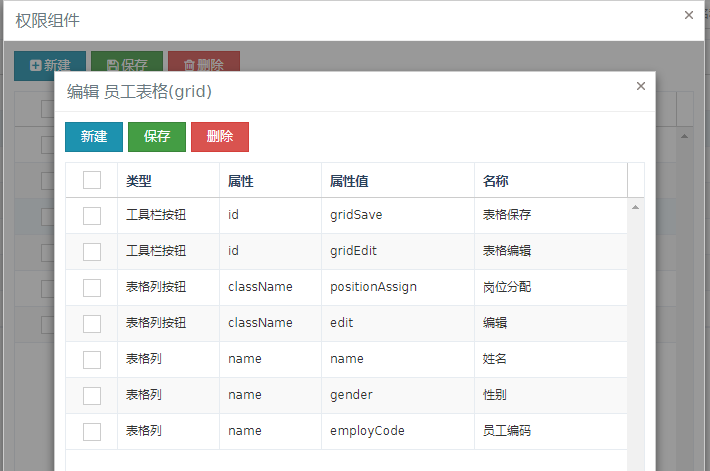 权限组件
×
新建 保存 删除
编辑 员工表格(grid)
×
新建 保存 删除
类型 属性 属性值 名称
工具栏按钮 id gridSave 表格保存
工具栏按钮 id gridEdit 表格编辑
表格列按钮 className positionAssign 岗位分配
表格列按钮 className edit 编辑
表格列 name name 姓名
表格列 name gender 性别
表格列 name employCode 员工编码